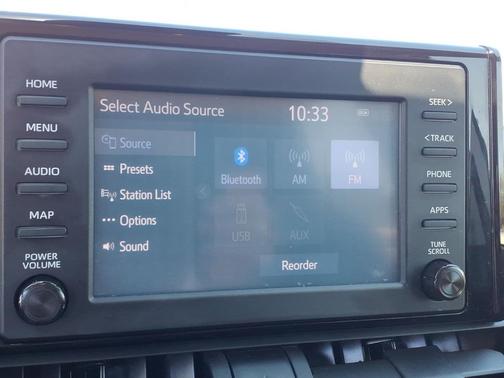 HOME
MENU
AUDIO
MAP
POWER
VOLUME
Select Audio Source
10:33
Source
Presets
Station List
Options
Sound
Bluetooth
AM
FM
USB
AUX
Reorder
SEEK >
< TRACK
PHONE
APPS
TUNE
SCROLL